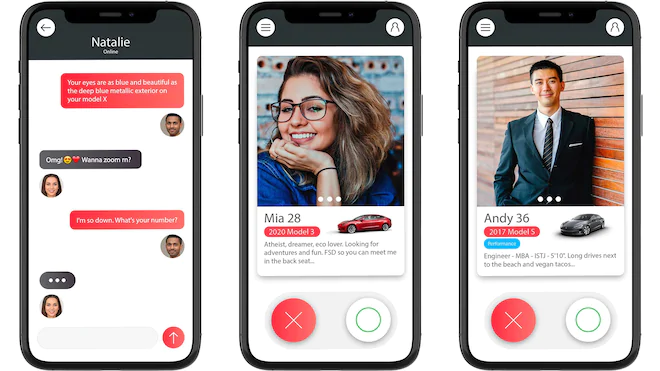 Natalie
Online
Your eyes are as blue and beautiful as
the deep blue metallic exterior on
your model X
Omg! 😍❤️ Wanna zoom rn?
I'm so down. What's your number?
Mia 28
2020 Model 3
Atheist, dreamer, eco lover. Looking for
adventures and fun. FSD so you can meet me
in the back seat...
Andy 36
2017 Model S
Performance
Engineer - MBA - ISTJ - 5'10". Long drives next
to the beach and vegan tacos...